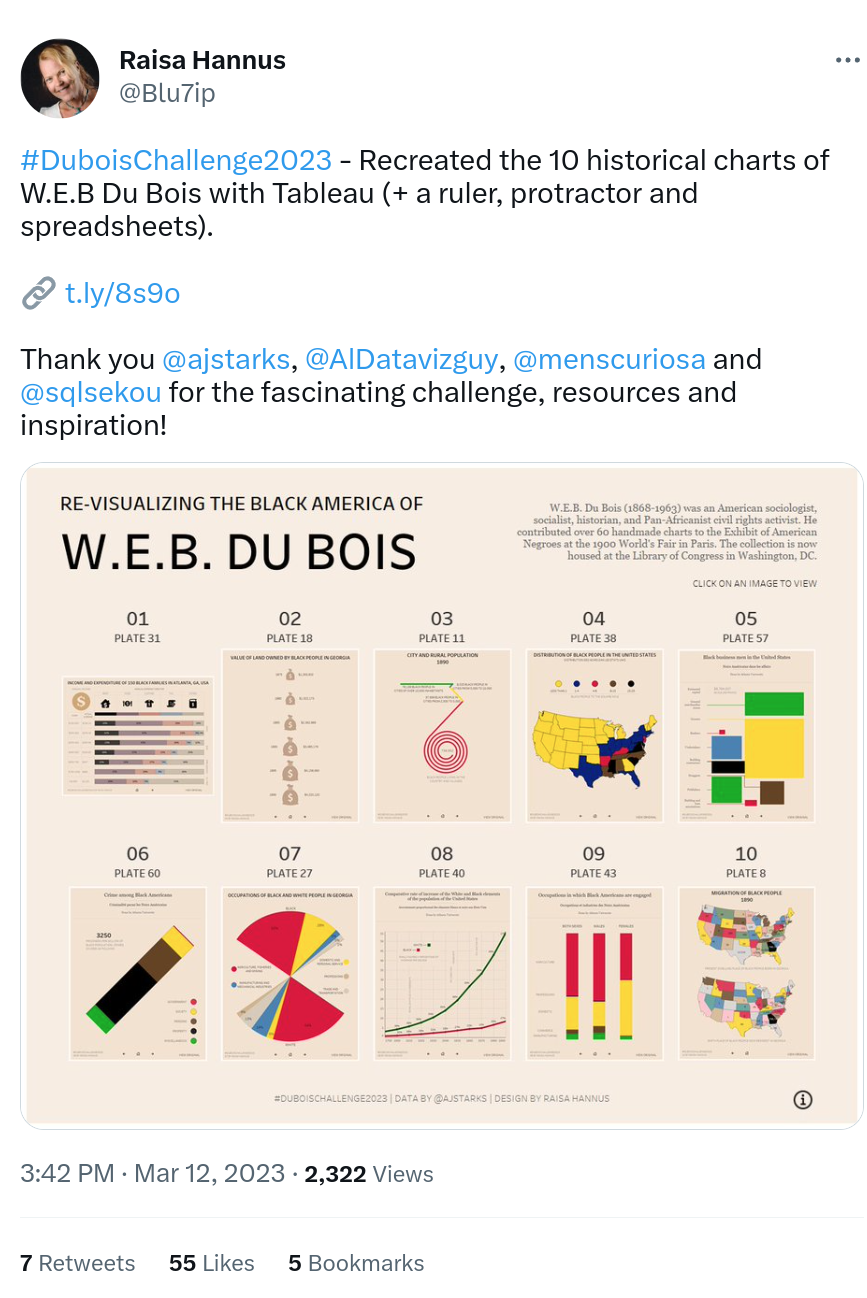 Raisa Hannus
@Blu7ip
#DuboisChallenge2023 - Recreated the 10 historical charts of
W.E.B Du Bois with Tableau (+ a ruler, protractor and
spreadsheets).
t.ly/8s9o
Thank you @ajstarks, @AlDatavizguy, @menscuriosa and
@sqlsekou for the fascinating challenge, resources and
inspiration!
RE-VISUALIZING THE BLACK AMERICA OF
W.E.B. DU BOIS
W.E.B. Du Bois (1868-1963) was an American sociologist,
socialist, historian, and Pan-Africanist civil rights activist. He
contributed over 60 handmade charts to the Exhibit of American
Negroes at the 1900 World's Fair in Paris. The collection is now
housed at the Library of Congress in Washington, DC.
CLICK ON AN IMAGE TO VIEW
01 02 03 04 05
PLATE 31 PLATE 18 PLATE 11 PLATE 38 PLATE 57
INCOME AND EXPENDITURE OF 150 BLACK FAMILIES IN ATLANTA, GA, USA
VALUE OF LAND OWNED BY BLACK PEOPLE IN GEORGIA
CITY AND RURAL POPULATION
1890
DISTRIBUTION OF BLACK PEOPLE IN THE UNITED STATES
Black business men in the United States
06 07 08 09 10
PLATE 60 PLATE 27 PLATE 40 PLATE 43 PLATE 8
Crime among Black Americans
3250
OCCUPATIONS OF BLACK AND WHITE PEOPLE IN GEORGIA
Comparative rate of increase of the White and Black elements
of the population of the United States
Occupations in which Black Americans are engaged
BOTH SEXES MALES FEMALES
MIGRATION OF BLACK PEOPLE
1890
#DUBOISCHALLENGE2023 | DATA BY @AJSTARKS | DESIGN BY RAISA HANNUS
3:42 PM · Mar 12, 2023 · 2,322 Views
7 Retweets 55 Likes 5 Bookmarks